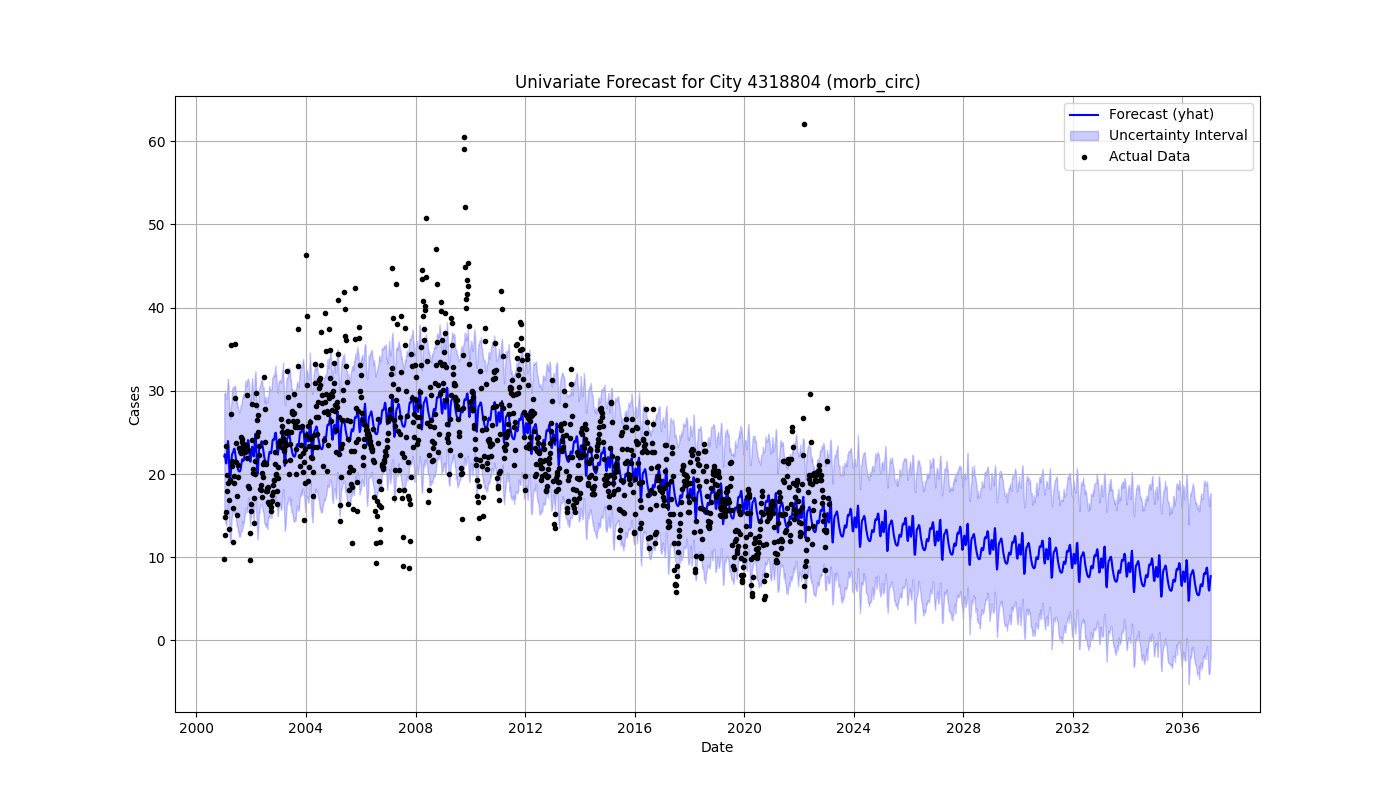 Univariate Forecast for City 4318804 (morb_circ)
Forecast (yhat)
Uncertainty Interval
Actual Data
60
50
40
30
20
10
0
Cases
2000 2004 2008 2012 2016 2020 2024 2028 2032 2036
Date